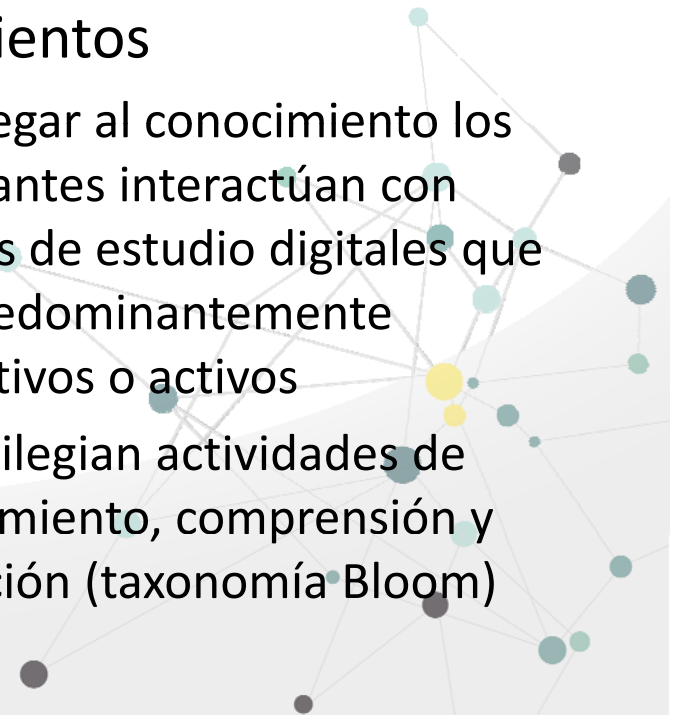 ientos
egar al conocimiento los
antes interactúan con
s de estudio digitales que
edominantemente
tivos o activos
ilegian actividades de
miento, comprensión y
ción (taxonomía Bloom)